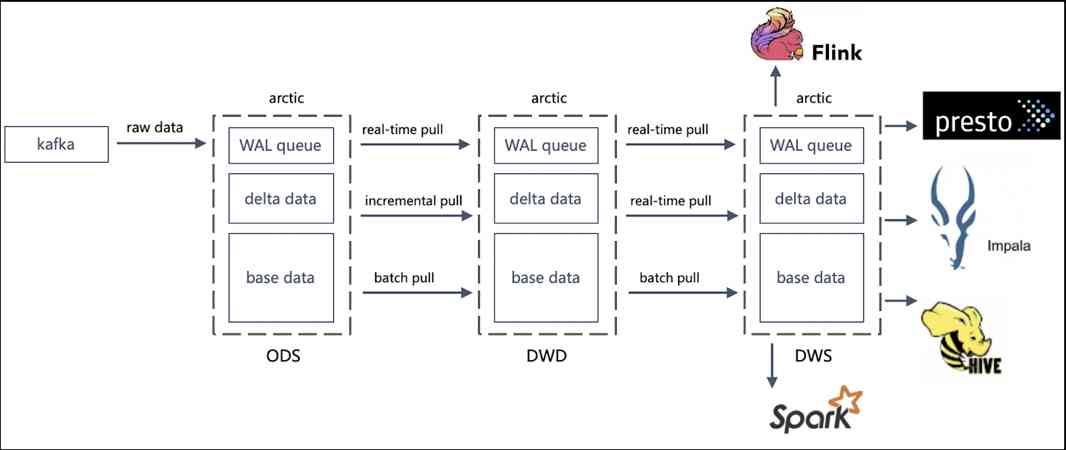 Flink
arctic
arctic
arctic
presto
kafka
raw data
WAL queue
real-time pull
WAL queue
real-time pull
WAL queue
delta data
incremental pull
delta data
real-time pull
delta data
Impala
base data
batch pull
base data
batch pull
base data
HIVE
ODS
DWD
DWS
Spark